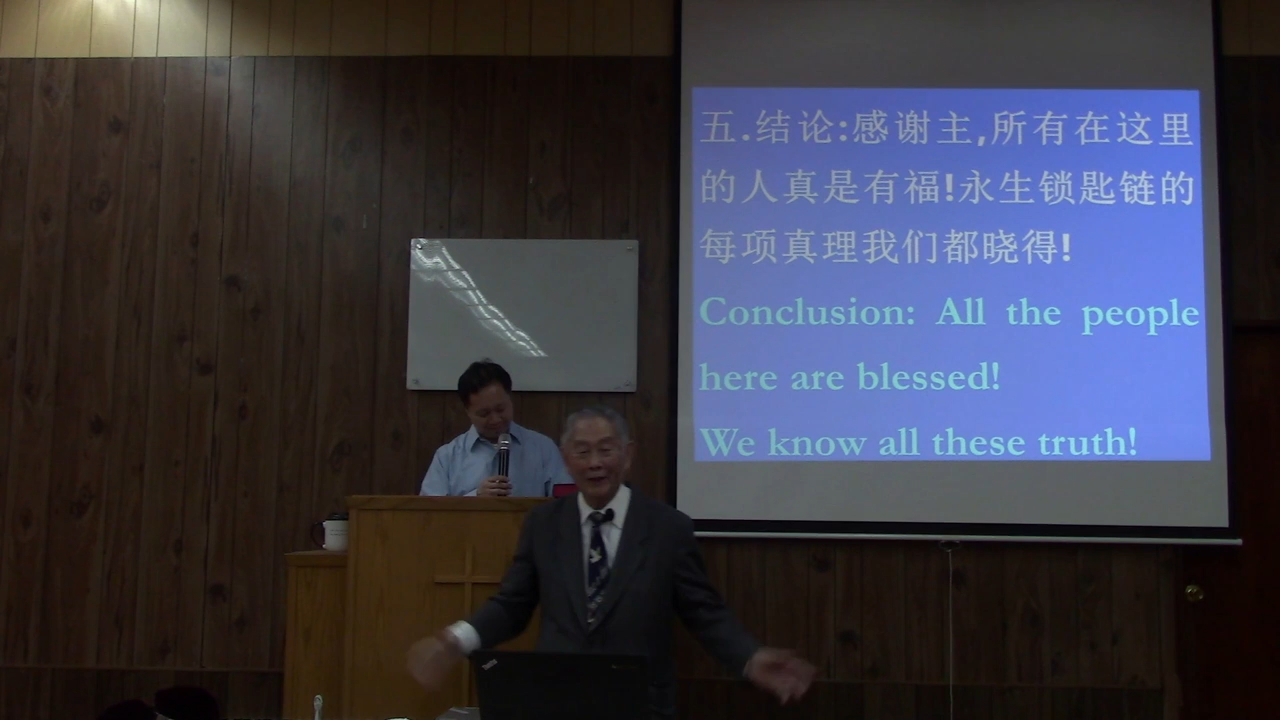 五.结论:感谢主,所有在这里
的人真是有福!永生锁匙链的
每项真理我们都晓得!
Conclusion: All the people
here are blessed!
We know all these truth!